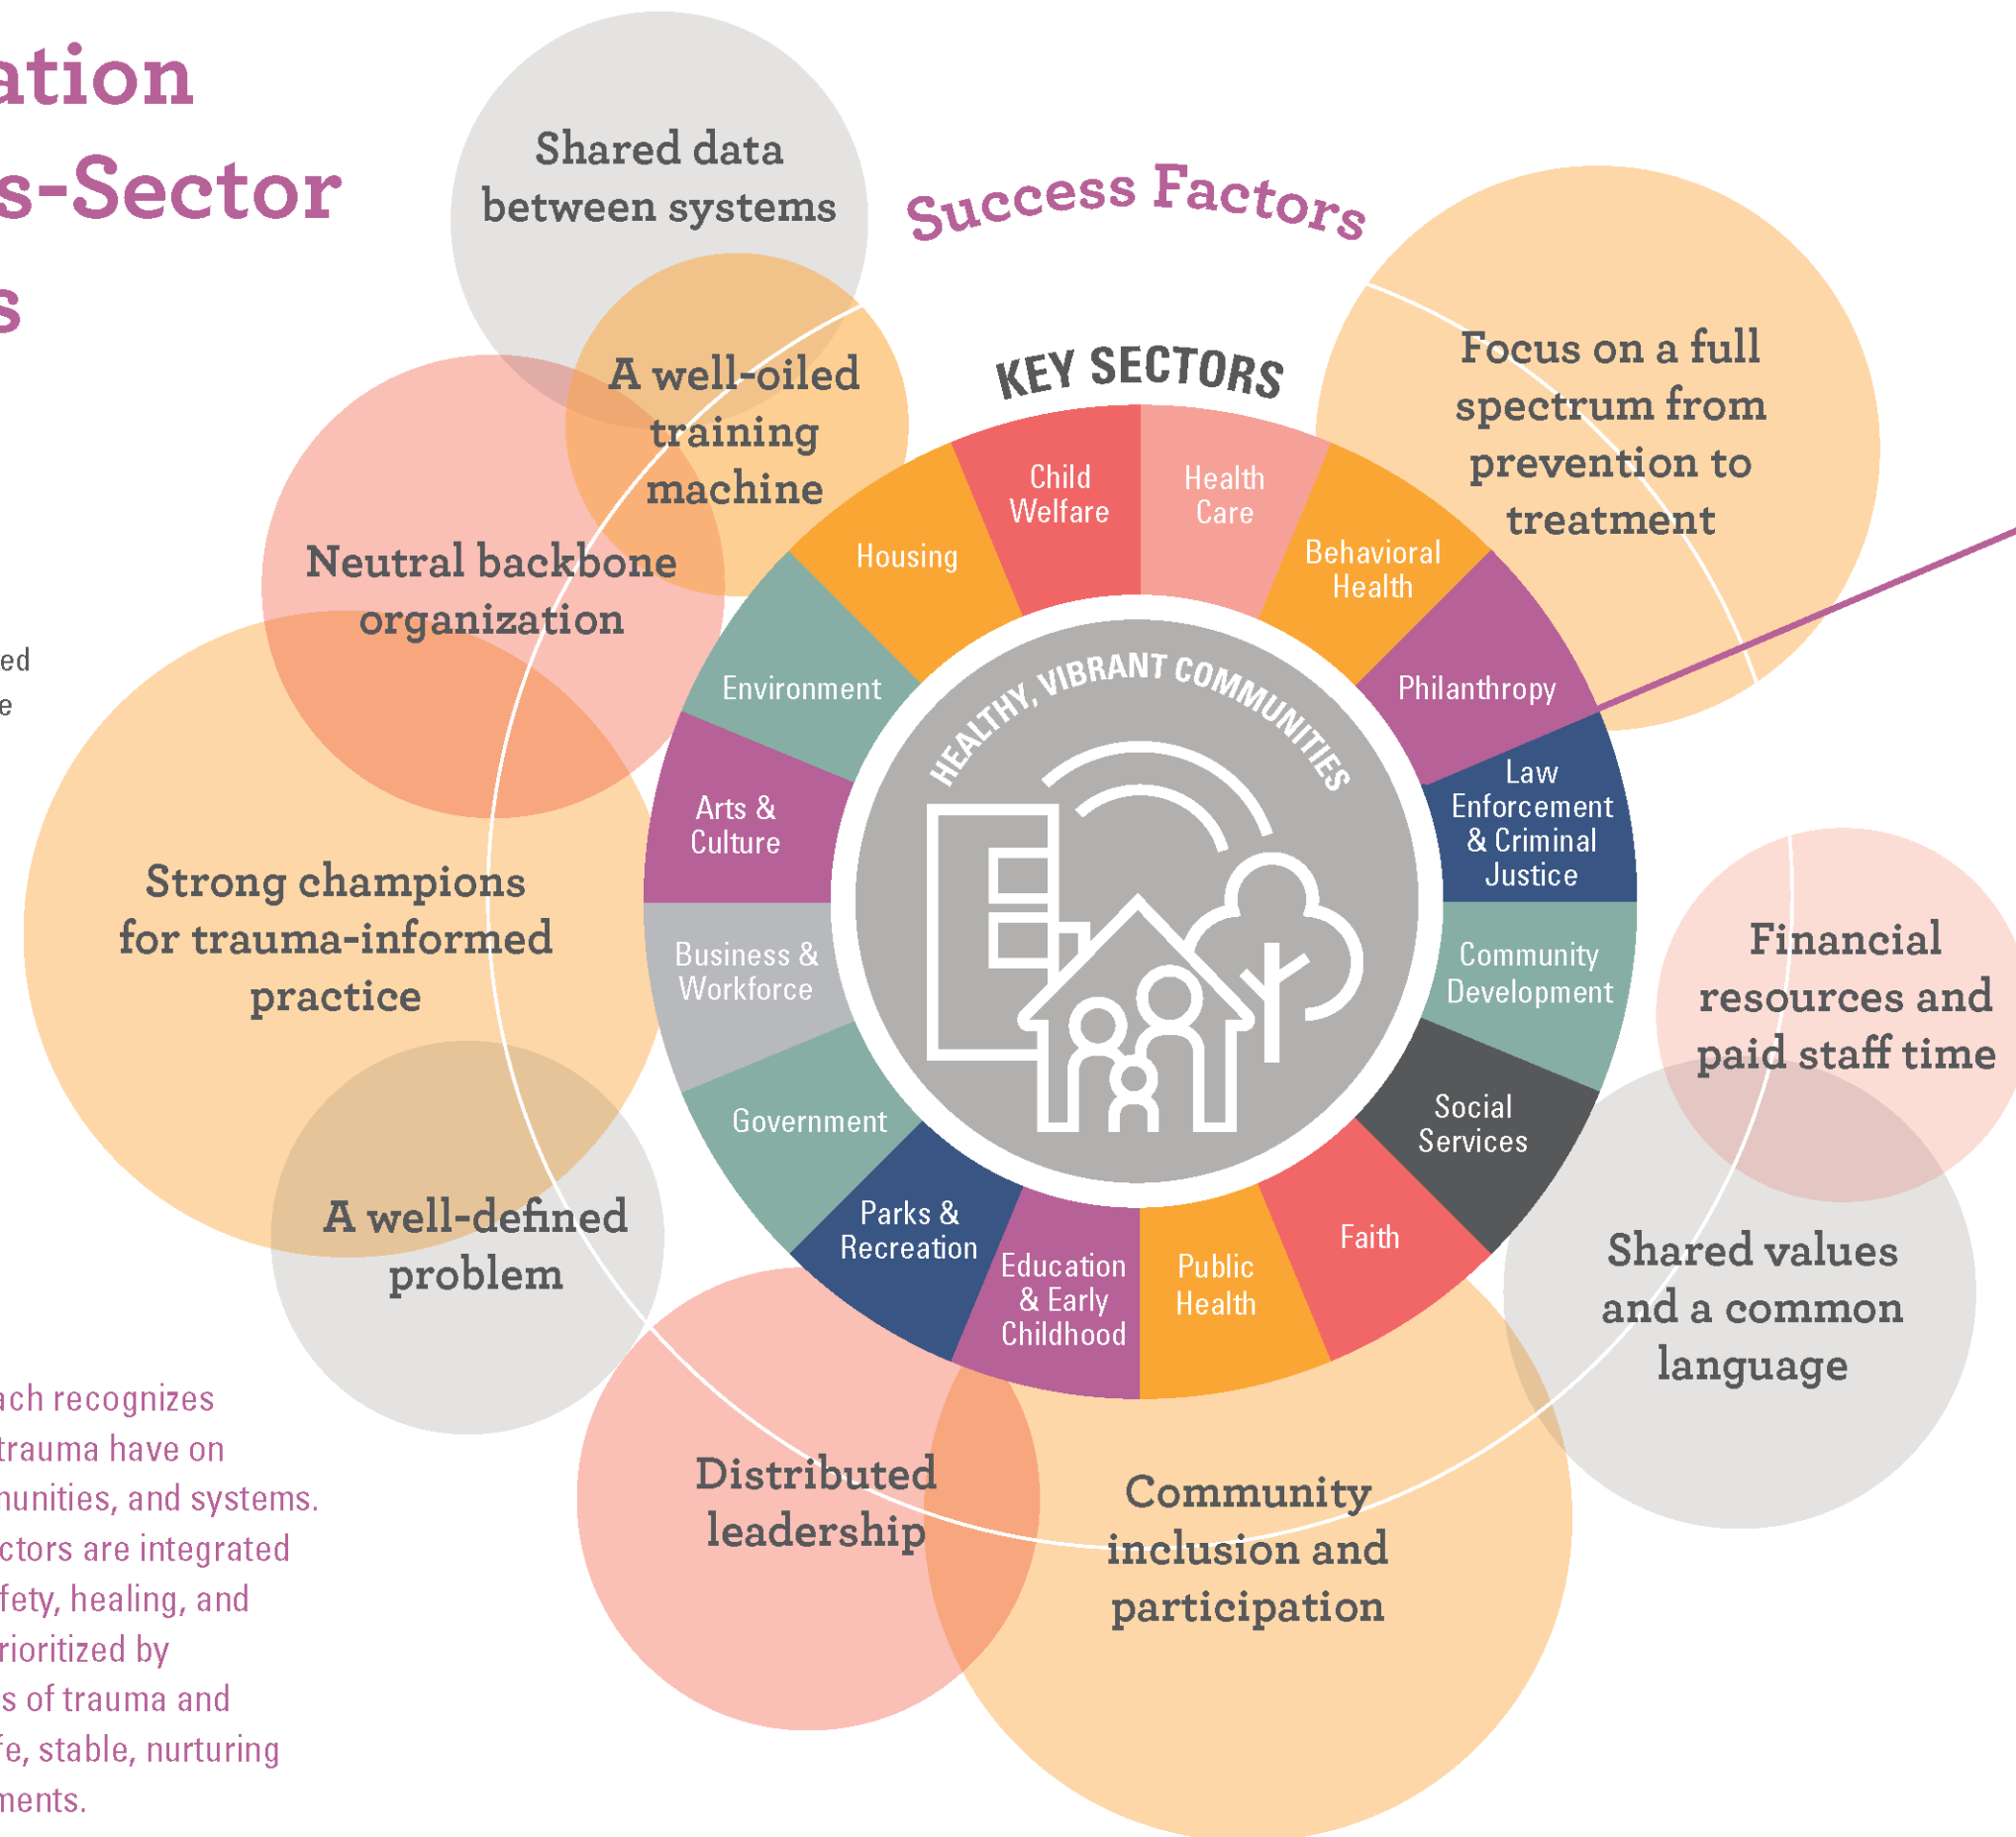 ation
s-Sector
s
ed
e
ach recognizes
trauma have on
nunities, and systems.
ctors are integrated
fety, healing, and
rioritized by
s of trauma and
fe, stable, nurturing
ments.
Success Factors
Shared data
between systems
A well-oiled
training
machine
Neutral backbone
organization
Strong champions
for trauma-informed
practice
A well-defined
problem
Distributed
leadership
Community
inclusion and
participation
Shared values
and a common
language
Financial
resources and
paid staff time
Focus on a full
spectrum from
prevention to
treatment
KEY SECTORS
Child
Welfare
Health
Care
Behavioral
Health
Philanthropy
Law
Enforcement
& Criminal
Justice
Community
Development
Social
Services
Faith
Public
Health
Education
& Early
Childhood
Parks &
Recreation
Government
Business &
Workforce
Arts &
Culture
Environment
Housing
HEALTHY, VIBRANT COMMUNITIES